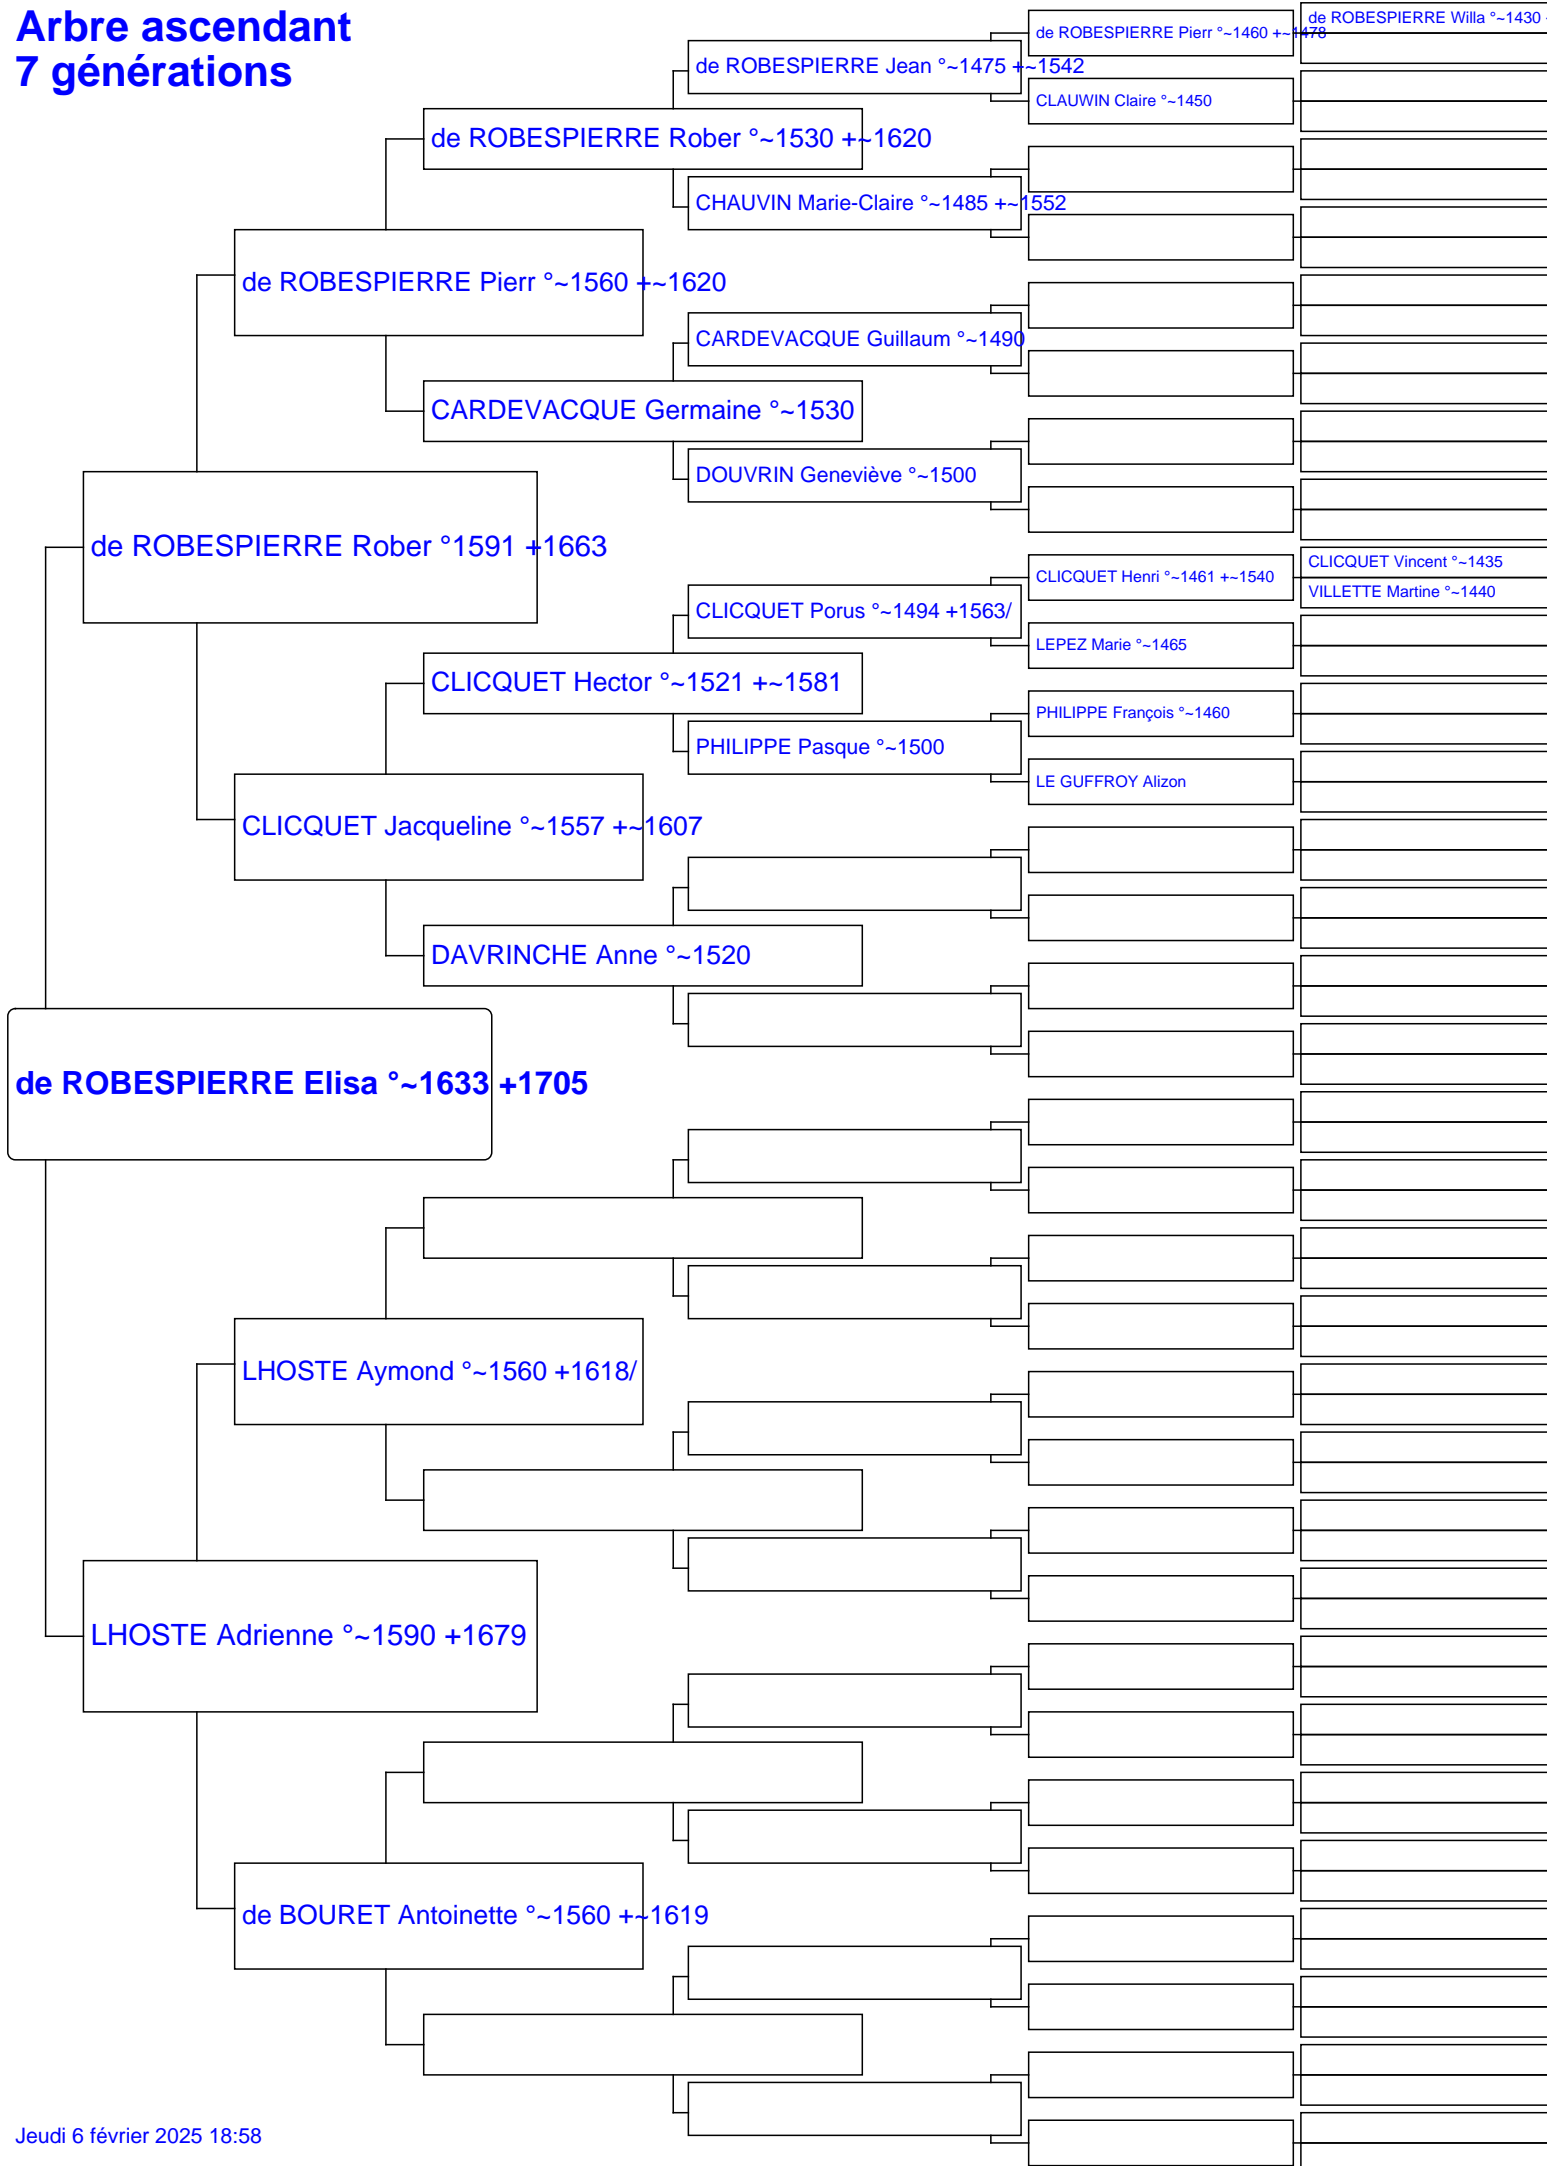 Arbre ascendant
7 générations
de ROBESPIERRE Willa °~1430
de ROBESPIERRE Pierr °~1460 +~1478
de ROBESPIERRE Jean °~1475 +~1542
CLAUWIN Claire °~1450
de ROBESPIERRE Rober °~1530 +~1620
CHAUVIN Marie-Claire °~1485 +~1552
de ROBESPIERRE Pierr °~1560 +~1620
CARDEVACQUE Guillaum °~1490
CARDEVACQUE Germaine °~1530
DOUVRIN Geneviève °~1500
de ROBESPIERRE Rober °1591 +1663
CLICQUET Vincent °~1435
CLICQUET Henri °~1461 +~1540
VILLETTE Martine °~1440
CLICQUET Porus °~1494 +1563/
LEPEZ Marie °~1465
CLICQUET Hector °~1521 +~1581
PHILIPPE François °~1460
PHILIPPE Pasque °~1500
LE GUFFROY Alizon
CLICQUET Jacqueline °~1557 +~1607
DAVRINCHE Anne °~1520
de ROBESPIERRE Elisa °~1633 +1705
LHOSTE Aymond °~1560 +1618/
LHOSTE Adrienne °~1590 +1679
de BOURET Antoinette °~1560 +~1619
Jeudi 6 février 2025 18:58